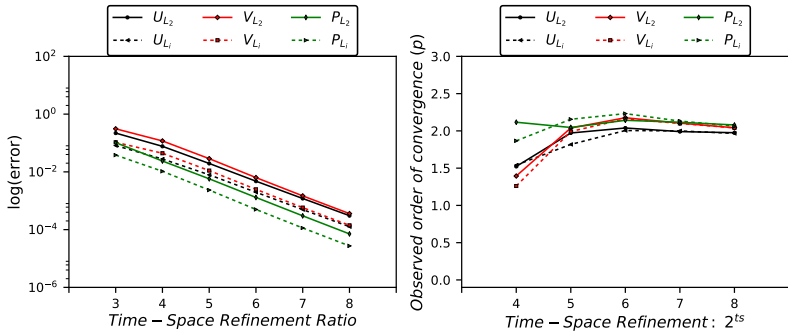 U_{L_2} V_{L_2} P_{L_2}
U_{L_i} V_{L_i} P_{L_i}
10^2
10^0
10^{-2}
10^{-4}
10^{-6}
log(error)
3 4 5 6 7 8
Time − Space Refinement Ratio
U_{L_2} V_{L_2} P_{L_2}
U_{L_i} V_{L_i} P_{L_i}
3.0
2.5
2.0
1.5
1.0
0.5
0.0
Observed order of convergence (p)
4 5 6 7 8
Time − Space Refinement : 2^{ts}